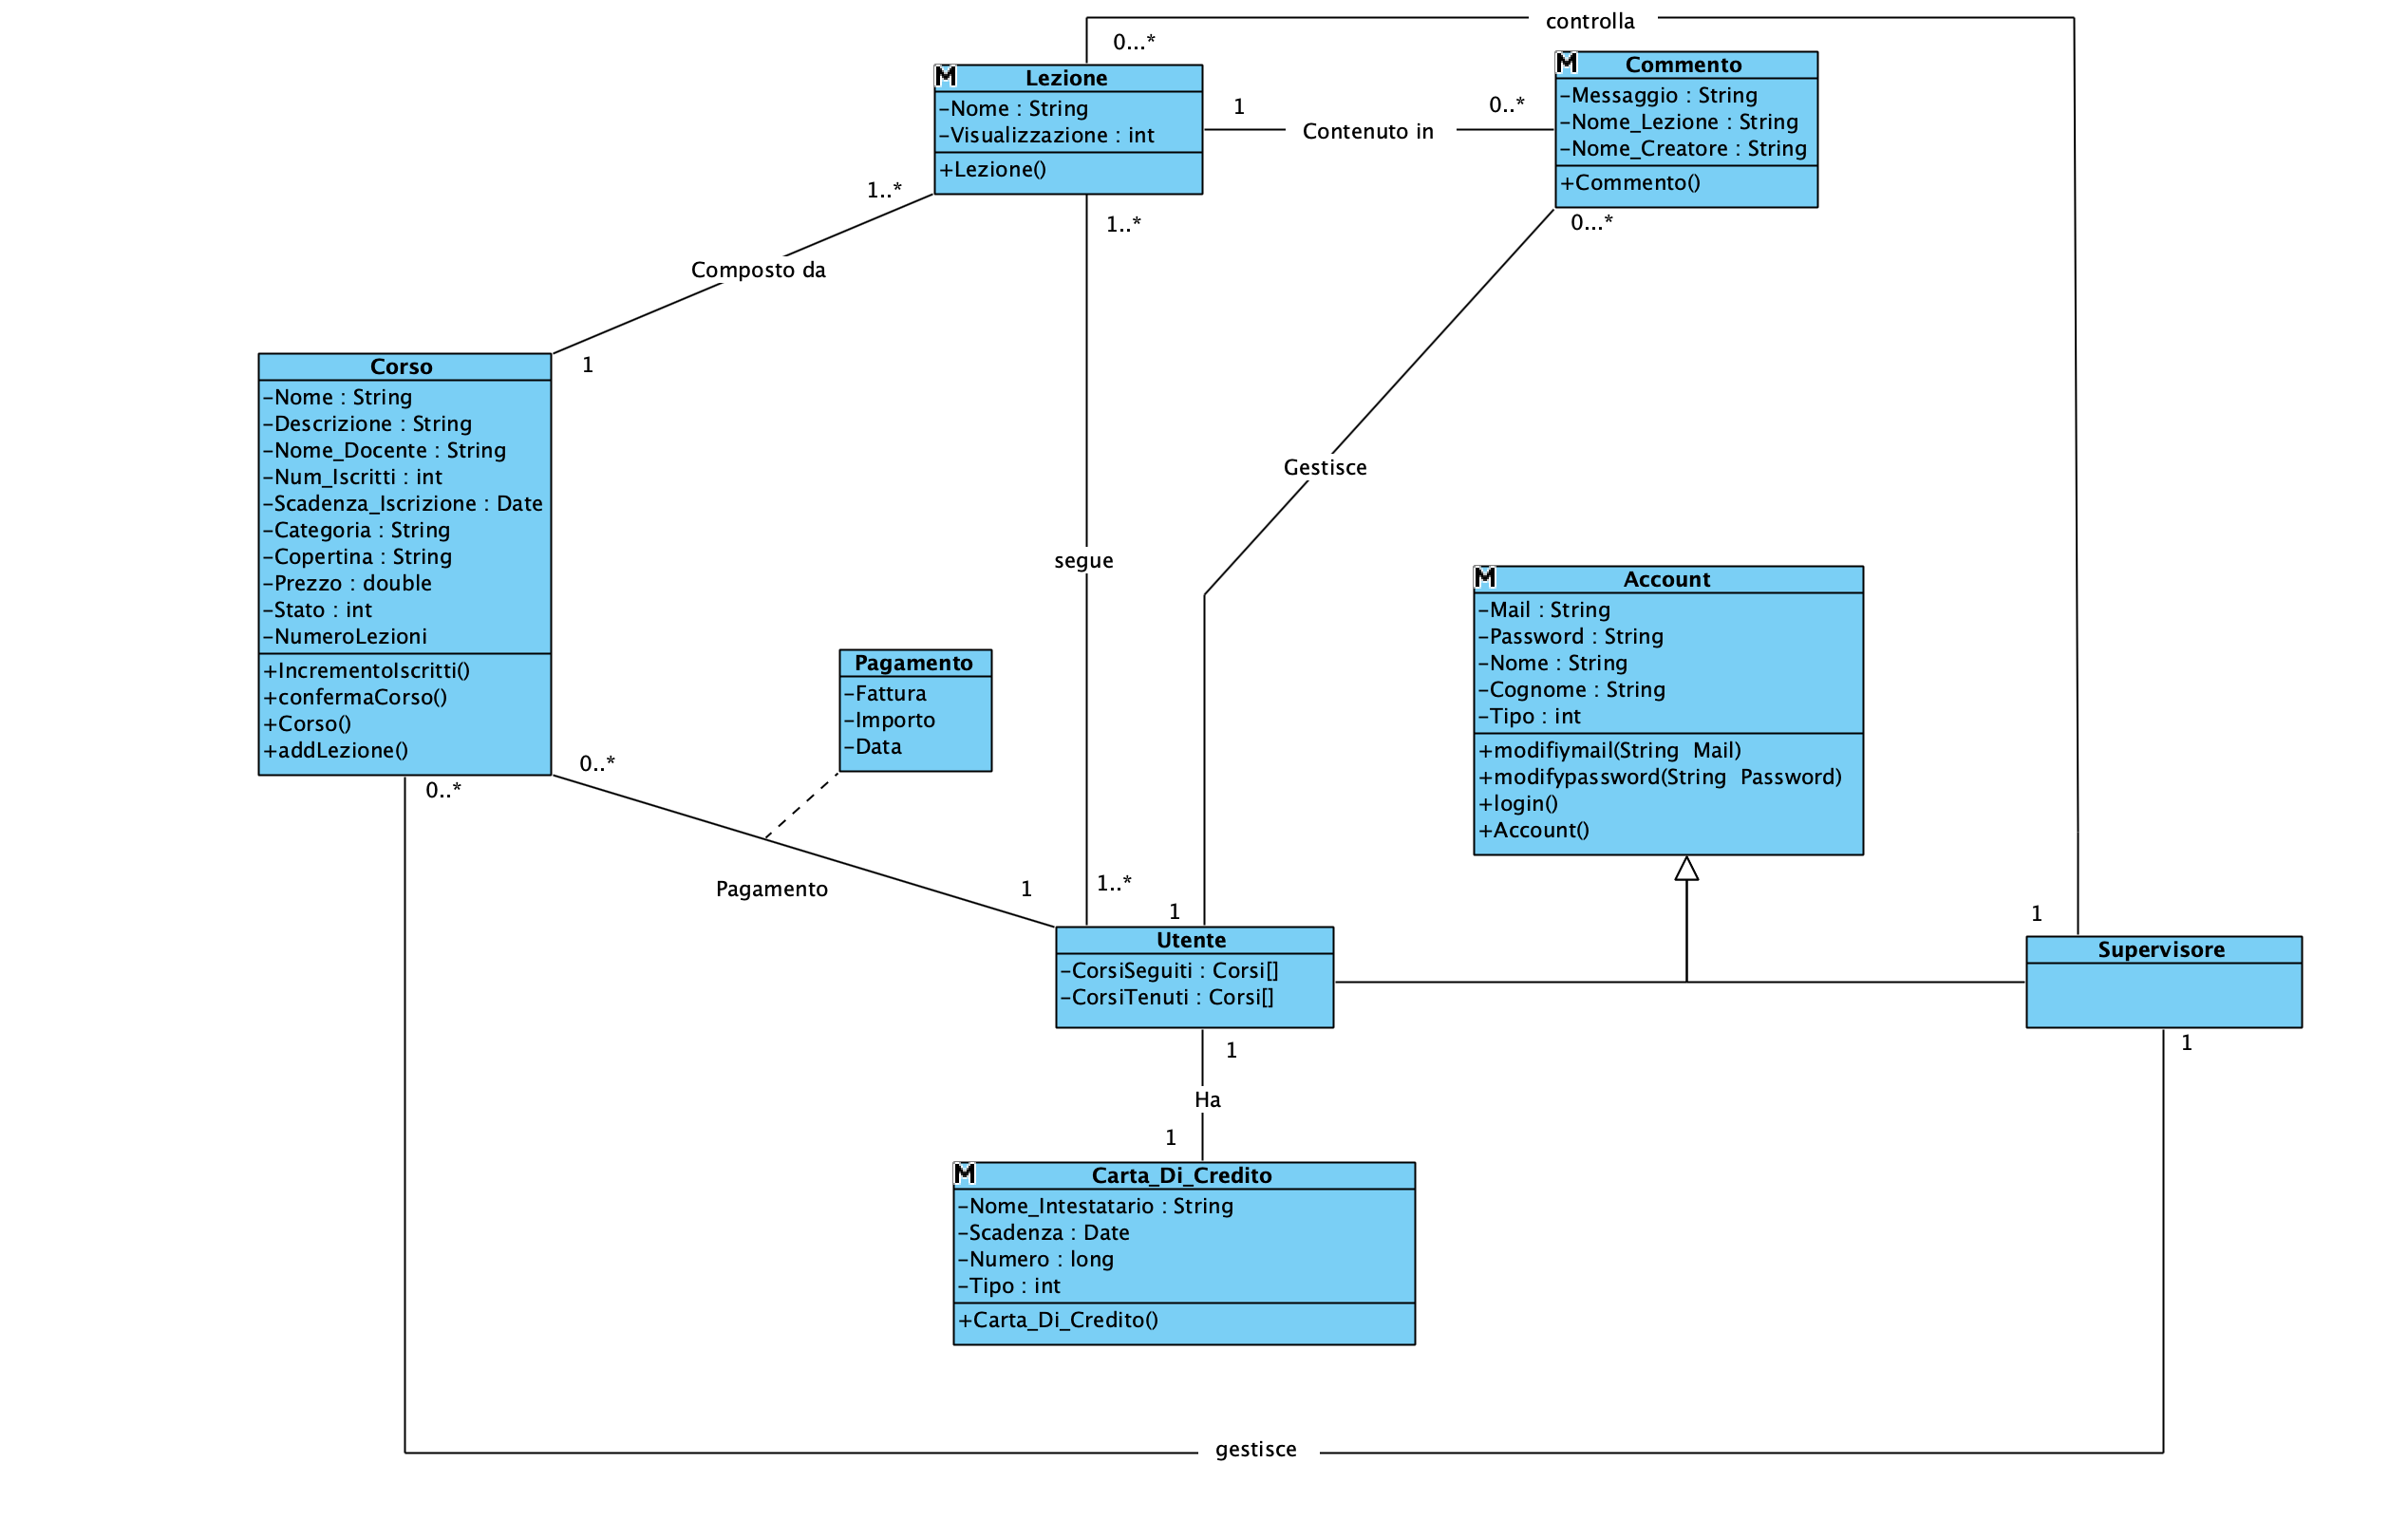 controlla
0...*
M
Lezione
-Nome : String
-Visualizzazione : int
+Lezione()
1
Contenuto in
0..*
M
Commento
-Messaggio : String
-Nome_Lezione : String
-Nome_Creatore : String
+Commento()
0...*
1..*
1..*
Composto da
1
Corso
-Nome : String
-Descrizione : String
-Nome_Docente : String
-Num_Iscritti : int
-Scadenza_Iscrizione : Date
-Categoria : String
-Copertina : String
-Prezzo : double
-Stato : int
-NumeroLezioni
+IncrementoIscritti()
+confermaCorso()
+Corso()
+addLezione()
Gestisce
segue
M
Account
-Mail : String
-Password : String
-Nome : String
-Cognome : String
-Tipo : int
+modifiymail(String Mail)
+modifypassword(String Password)
+login()
+Account()
Pagamento
-Fattura
-Importo
-Data
0..*
0..*
Pagamento
1
1..*
1
1
Utente
-CorsiSeguiti : Corsi[]
-CorsiTenuti : Corsi[]
Supervisore
1
1
Ha
1
M
Carta_Di_Credito
-Nome_Intestatario : String
-Scadenza : Date
-Numero : long
-Tipo : int
+Carta_Di_Credito()
gestisce